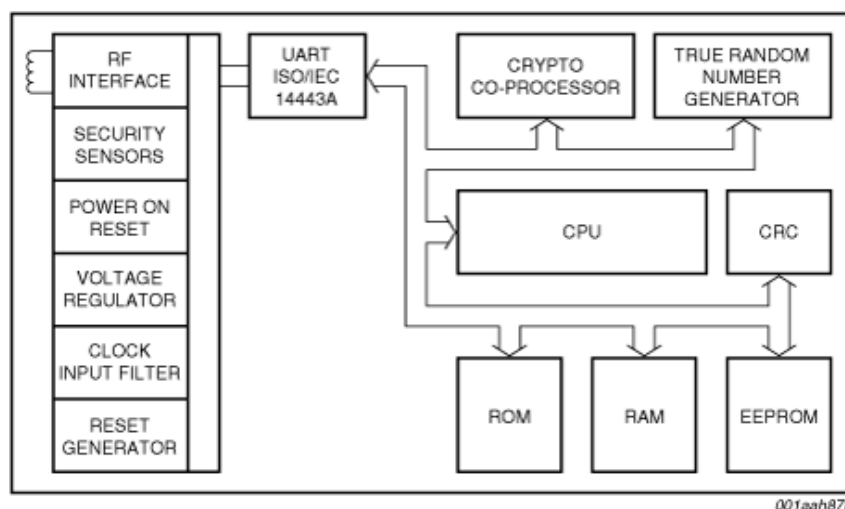 RF
INTERFACE
SECURITY
SENSORS
POWER ON
RESET
VOLTAGE
REGULATOR
CLOCK
INPUT FILTER
RESET
GENERATOR
UART
ISO/IEC
14443A
CRYPTO
CO-PROCESSOR
TRUE RANDOM
NUMBER
GENERATOR
CPU
CRC
ROM
RAM
EEPROM